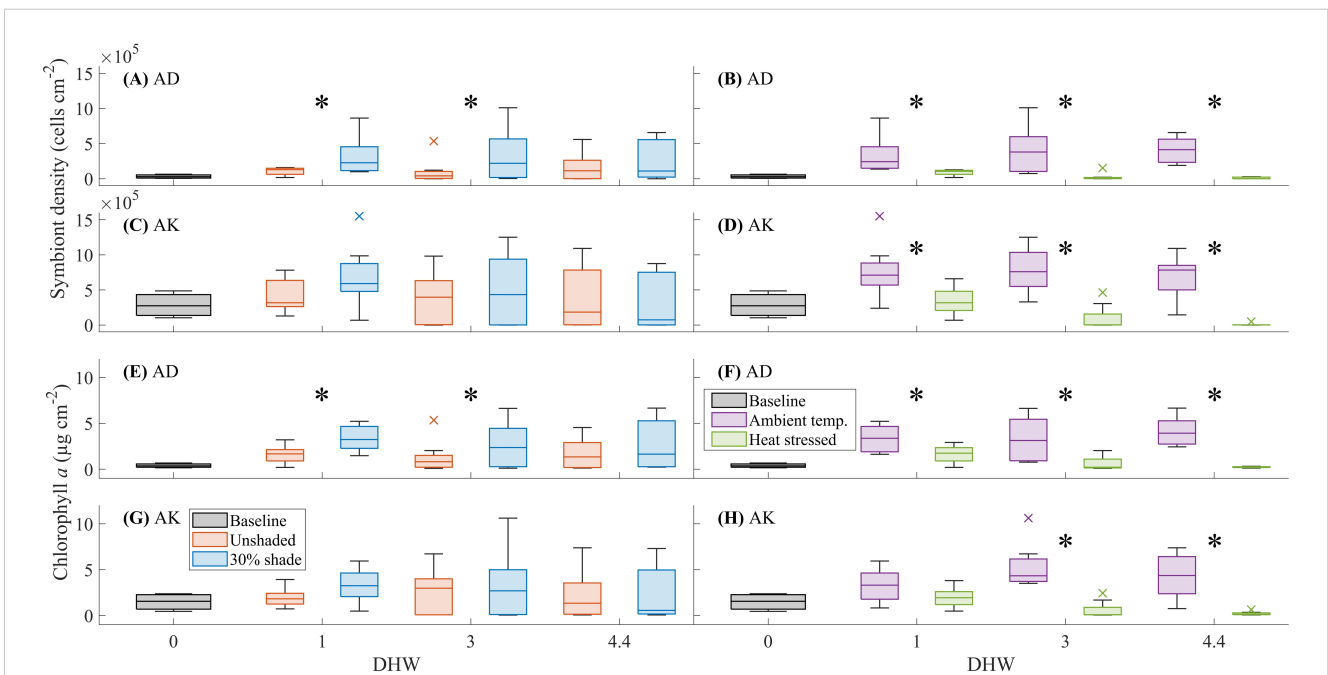 ×10⁵
15
10
5
0
(A) AD
*
*
(B) AD
*
*
*
×10⁵
15
10
5
0
(C) AK
(D) AK
*
*
*
Symbiont density (cells cm⁻²)
10
5
0
(E) AD
*
*
(F) AD
Baseline
Ambient temp.
Heat stressed
*
*
*
10
5
0
(G) AK
Baseline
Unshaded
30% shade
(H) AK
*
*
Chlorophyll a (µg cm⁻²)
0
1
3
4.4
0
1
3
4.4
DHW
DHW